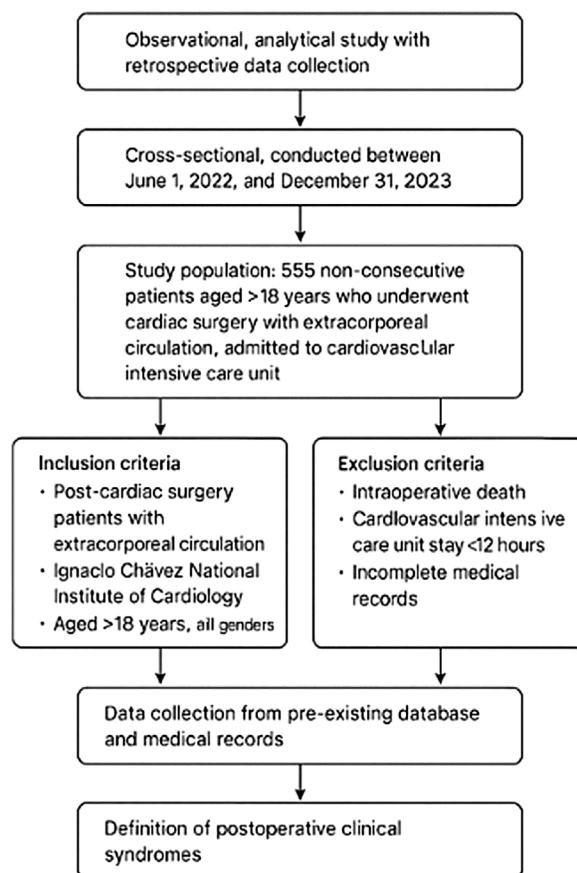 Observational, analytical study with
retrospective data collection
Cross-sectional, conducted between
June 1, 2022, and December 31, 2023
Study population: 555 non-consecutive
patients aged >18 years who underwent
cardiac surgery with extracorporeal
circulation, admitted to cardiovascular
intensive care unit
Inclusion criteria
· Post-cardiac surgery
patients with
extracorporeal circulation
· Ignaclo Chävez National
Institute of Cardiology
· Aged >18 years, all genders
Exclusion criteria
· Intraoperative death
· Cardlovascular intens ive
care unit stay <12 hours
· Incomplete medical
records
Data collection from pre-existing database
and medical records
Definition of postoperative clinical
syndromes